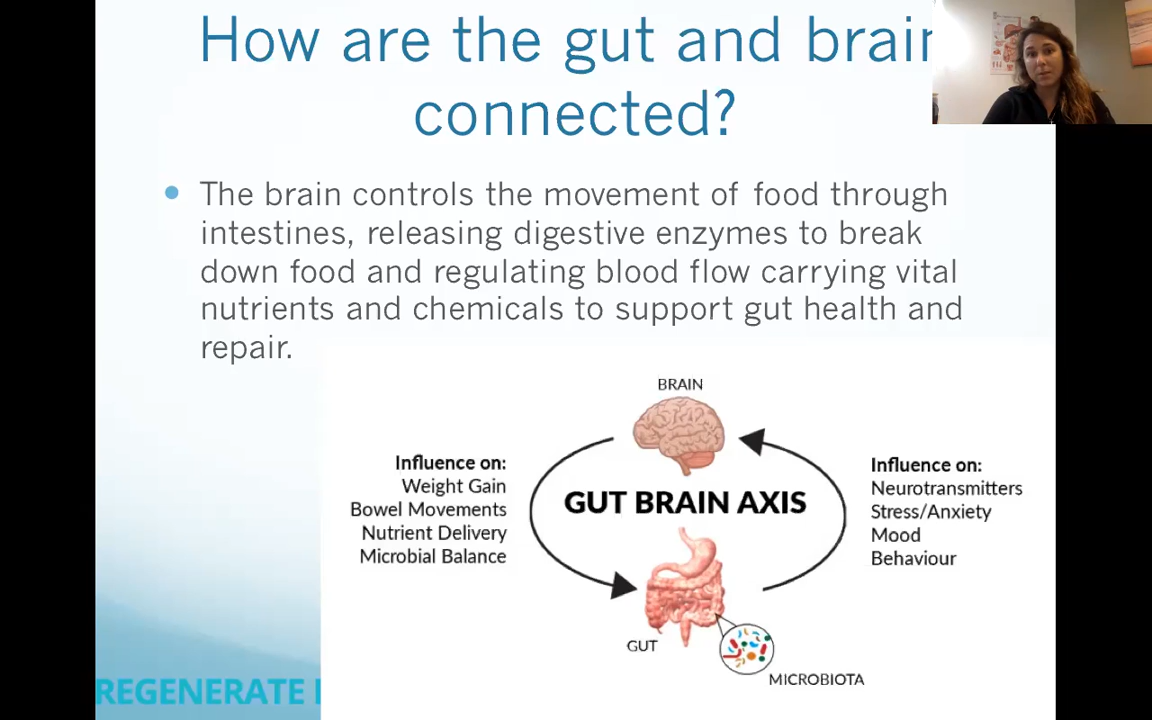 How are the gut and brain
connected?
The brain controls the movement of food through
intestines, releasing digestive enzymes to break
down food and regulating blood flow carrying vital
nutrients and chemicals to support gut health and
repair.
BRAIN
Influence on:
Weight Gain
Bowel Movements
Nutrient Delivery
Microbial Balance
GUT BRAIN AXIS
Influence on:
Neurotransmitters
Stress/Anxiety
Mood
Behaviour
GUT
MICROBIOTA
REGENERATE